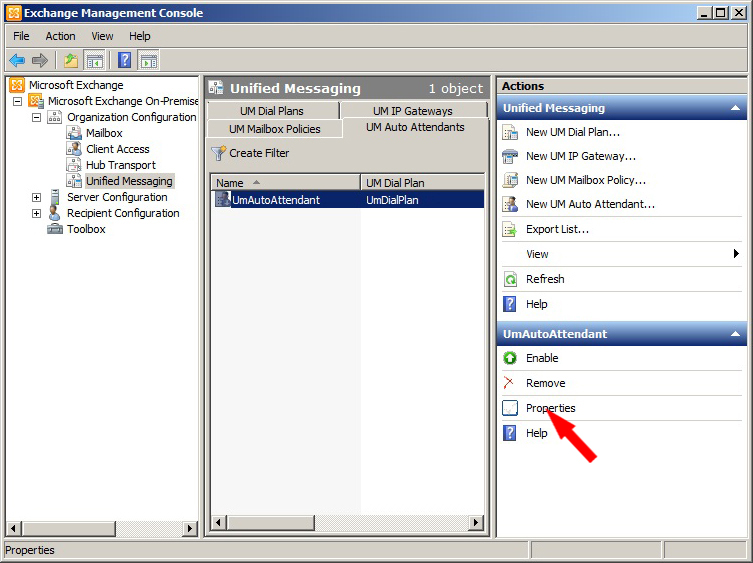 Exchange Management Console
File Action View Help
Microsoft Exchange
Microsoft Exchange On-Premise
Organization Configuration
Mailbox
Client Access
Hub Transport
Unified Messaging
Server Configuration
Recipient Configuration
Toolbox
Unified Messaging 1 object
UM Dial Plans UM IP Gateways
UM Mailbox Policies UM Auto Attendants
Create Filter
Name UM Dial Plan
UmAutoAttendant UmDialPlan
Actions
Unified Messaging
New UM Dial Plan...
New UM IP Gateway...
New UM Mailbox Policy...
New UM Auto Attendant...
Export List...
View
Refresh
Help
UmAutoAttendant
Enable
Remove
Properties
Help
Properties